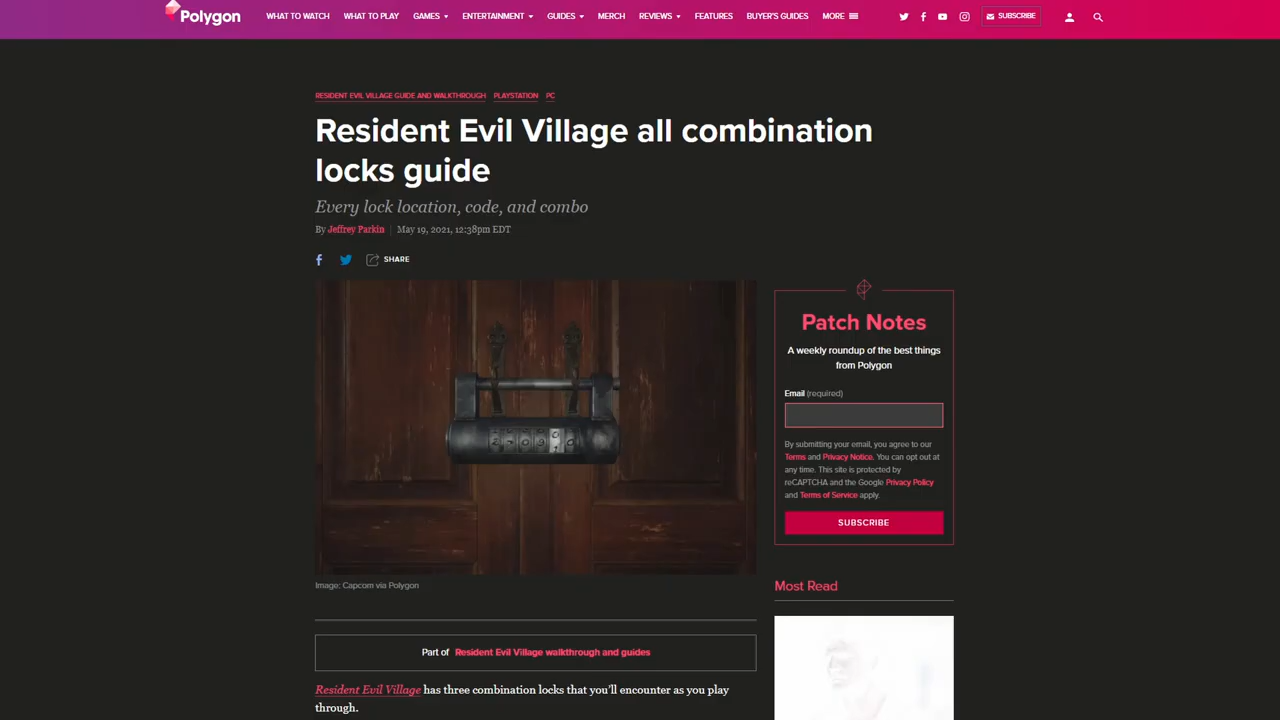 Polygon
WHAT TO WATCH
WHAT TO PLAY
GAMES
ENTERTAINMENT
GUIDES
MERCH
REVIEWS
FEATURES
BUYER'S GUIDES
MORE
SUBSCRIBE
RESIDENT EVIL VILLAGE GUIDE AND WALKTHROUGH
PLAYSTATION
PC
Resident Evil Village all combination
locks guide
Every lock location, code, and combo
By Jeffrey Parkin | May 19, 2021, 12:38pm EDT
SHARE
Image: Capcom via Polygon
Part of Resident Evil Village walkthrough and guides
Resident Evil Village has three combination locks that you'll encounter as you play
through.
Patch Notes
A weekly roundup of the best things
from Polygon
Email (required)
By submitting your email, you agree to our
Terms and Privacy Notice. You can opt out at
any time. This site is protected by
reCAPTCHA and the Google Privacy Policy
and Terms of Service apply.
SUBSCRIBE
Most Read